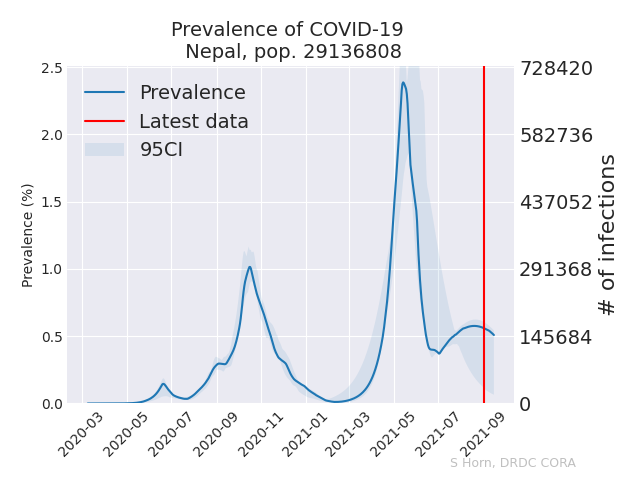 Prevalence of COVID-19
Nepal, pop. 29136808
Prevalence
Latest data
95CI
Prevalence (%)
2.5
2.0
1.5
1.0
0.5
0.0
728420
582736
437052
291368
145684
0
# of infections
2020-03
2020-05
2020-07
2020-09
2020-11
2021-01
2021-03
2021-05
2021-07
2021-09
S Horn, DRDC CORA